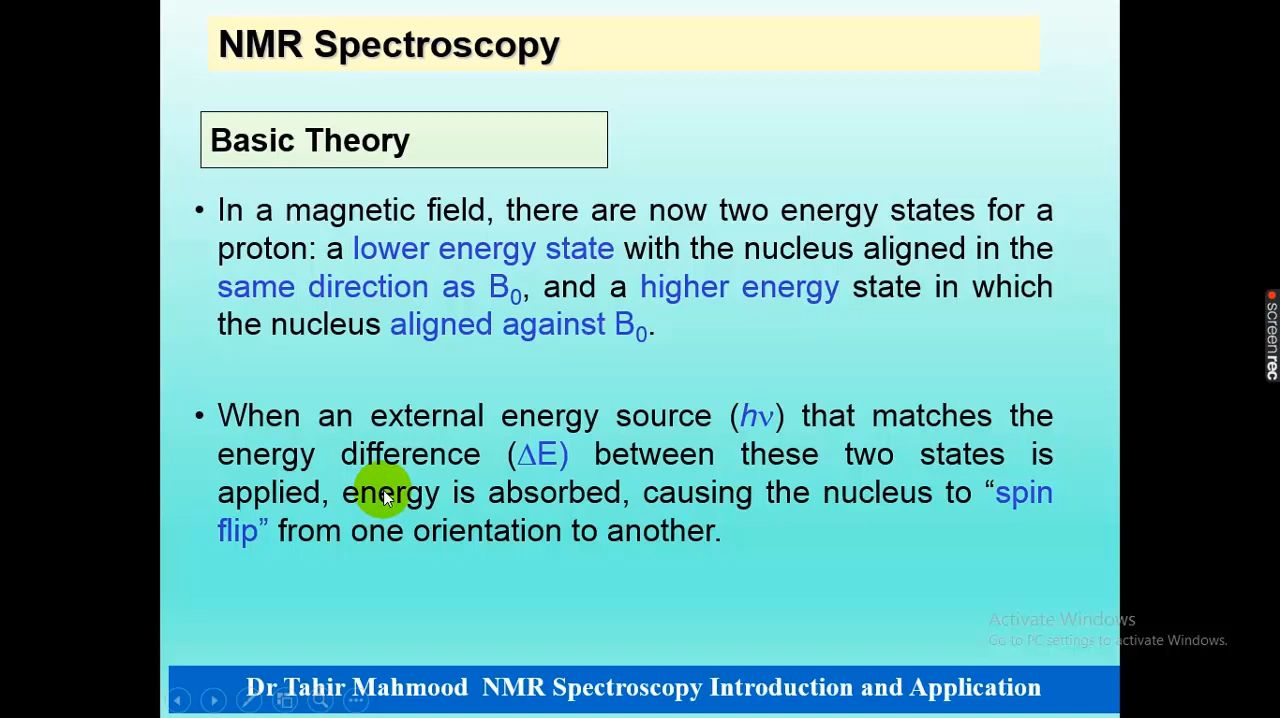 NMR Spectroscopy
Basic Theory
• In a magnetic field, there are now two energy states for a
proton: a lower energy state with the nucleus aligned in the
same direction as B₀, and a higher energy state in which
the nucleus aligned against B₀.
• When an external energy source (hν) that matches the
energy difference (ΔE) between these two states is
applied, energy is absorbed, causing the nucleus to “spin
flip” from one orientation to another.
Activate Windows
Go to PC settings to activate Windows.
Dr Tahir Mahmood NMR Spectroscopy Introduction and Application
screenrec